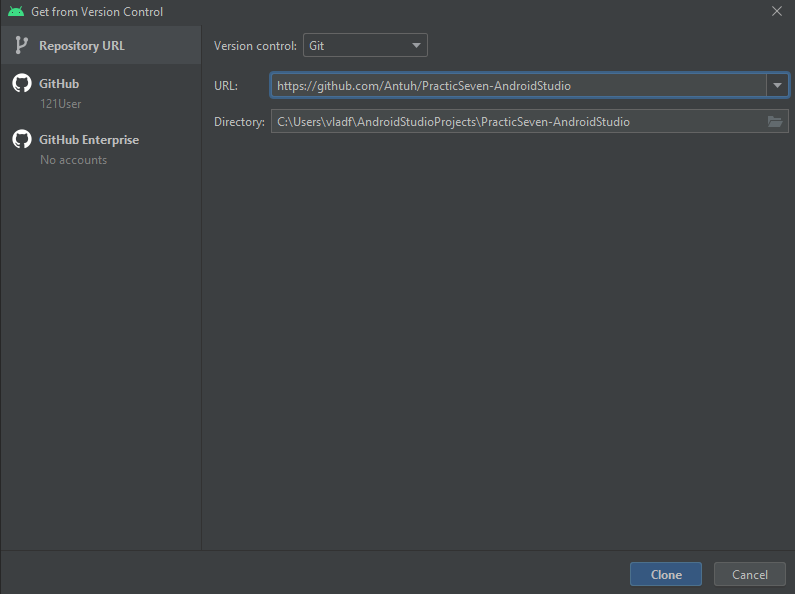 Get from Version Control
Repository URL
GitHub
121User
GitHub Enterprise
No accounts
Version control: Git
URL: https://github.com/Antuh/PracticSeven-AndroidStudio
Directory: C:\Users\vladf\AndroidStudioProjects\PracticSeven-AndroidStudio
Clone Cancel